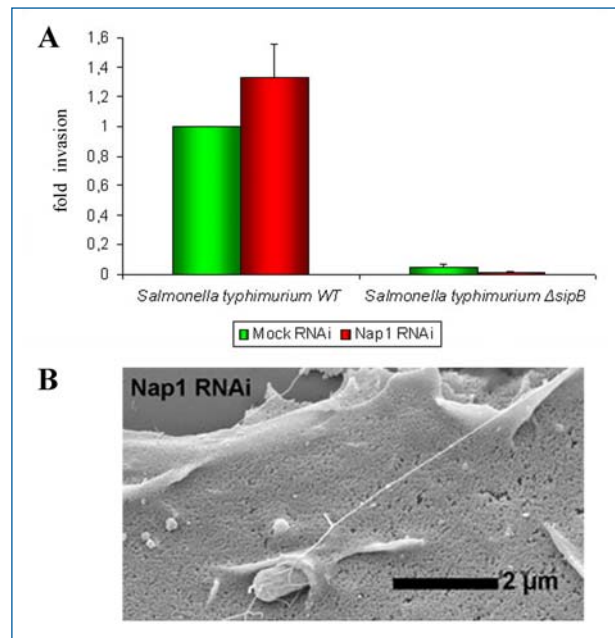 A
1,6
1,4
1,2
1
0,8
0,6
0,4
0,2
0
fold invasion
Salmonella typhimurium WT
Salmonella typhimurium ΔsipB
Mock RNAi
Nap1 RNAi
B
Nap1 RNAi
2 µm